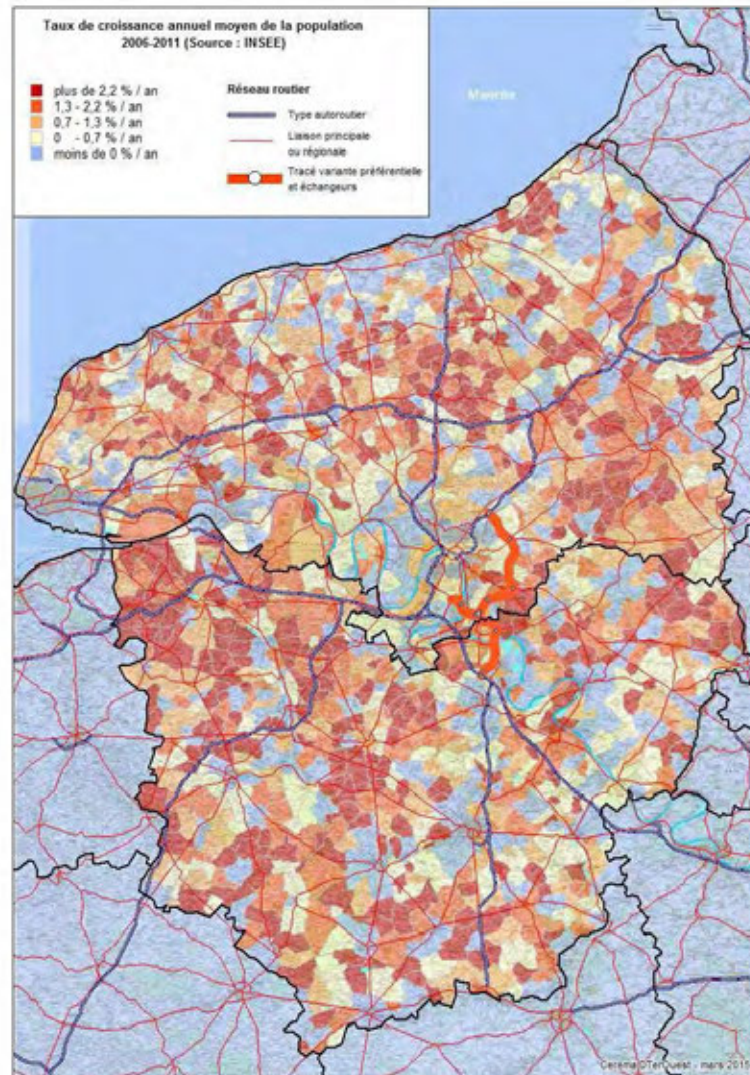 Taux de croissance annuel moyen de la population
2006-2011 (Source : INSEE)
plus de 2,2 % / an
1,3 - 2,2 % / an
0,7 - 1,3 % / an
0 - 0,7 % / an
moins de 0 % / an
Réseau routier
Type autoroutier
Liaison principale
ou régionale
Tracé variante préférentielle
et échangeurs